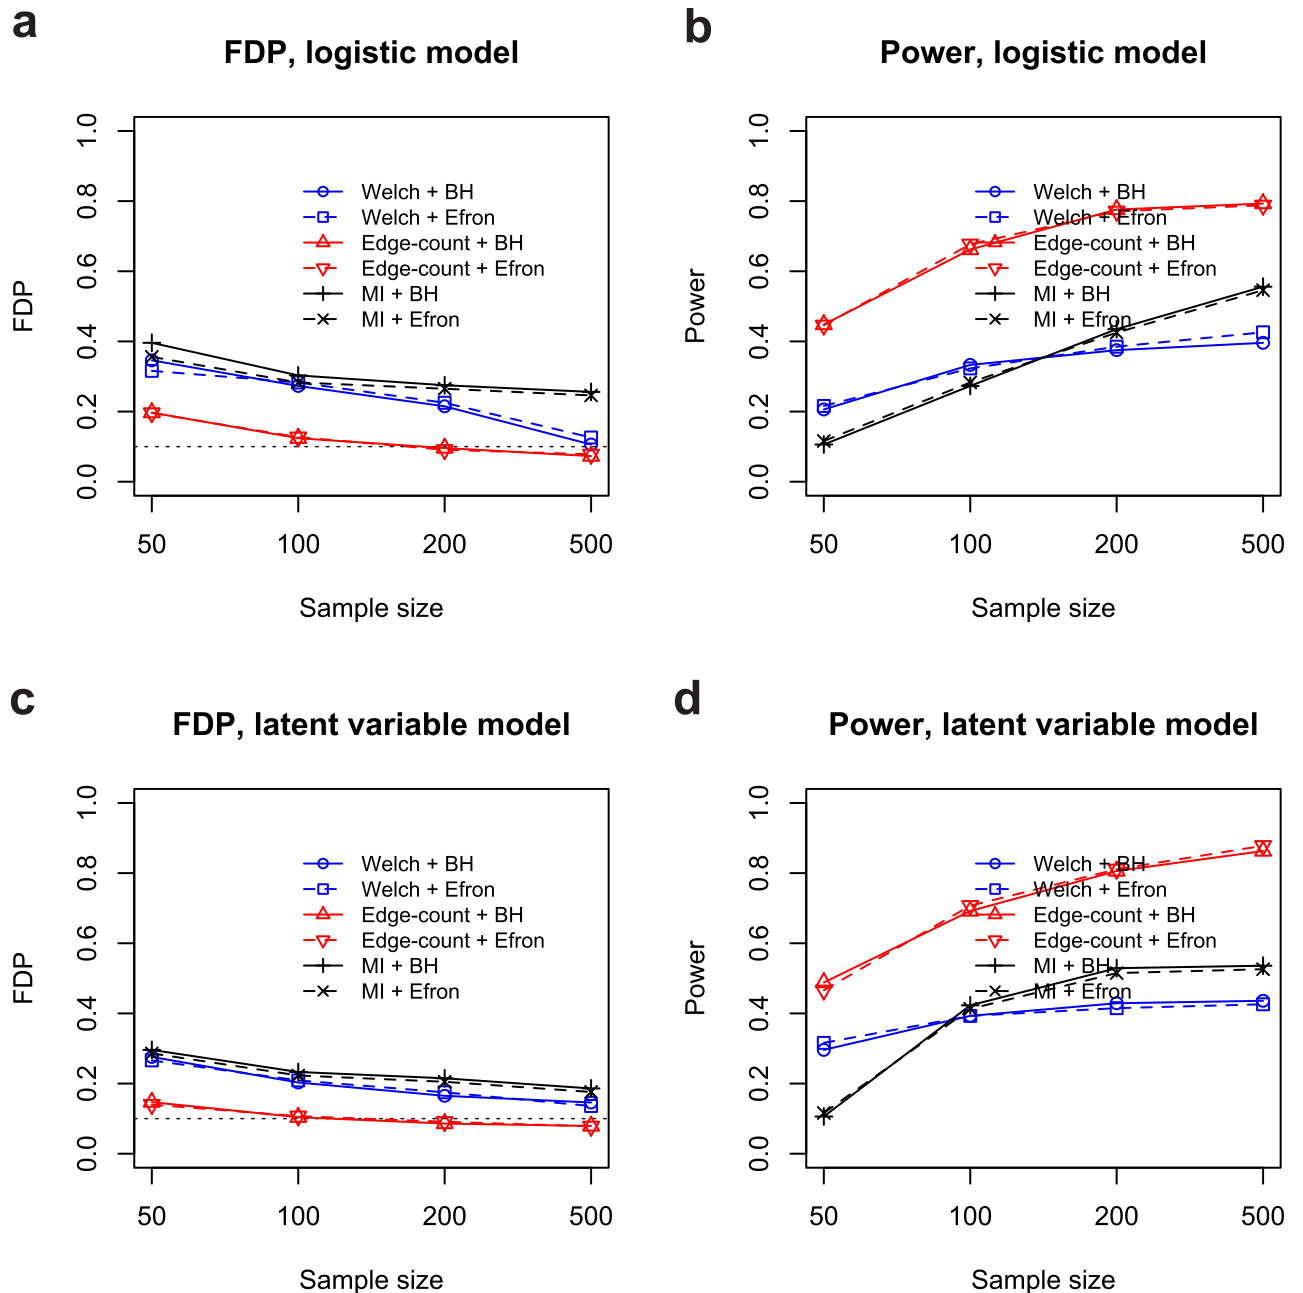 a
FDP, logistic model
FDP
1.0
0.8
0.6
0.4
0.2
0.0
Welch + BH
Welch + Efron
Edge-count + BH
Edge-count + Efron
MI + BH
MI + Efron
50 100 200 500
Sample size
b
Power, logistic model
Power
1.0
0.8
0.6
0.4
0.2
0.0
Welch + BH
Welch + Efron
Edge-count + BH
Edge-count + Efron
MI + BH
MI + Efron
50 100 200 500
Sample size
c
FDP, latent variable model
FDP
1.0
0.8
0.6
0.4
0.2
0.0
Welch + BH
Welch + Efron
Edge-count + BH
Edge-count + Efron
MI + BH
MI + Efron
50 100 200 500
Sample size
d
Power, latent variable model
Power
1.0
0.8
0.6
0.4
0.2
0.0
Welch + BH
Welch + Efron
Edge-count + BH
Edge-count + Efron
MI + BH
MI + Efron
50 100 200 500
Sample size